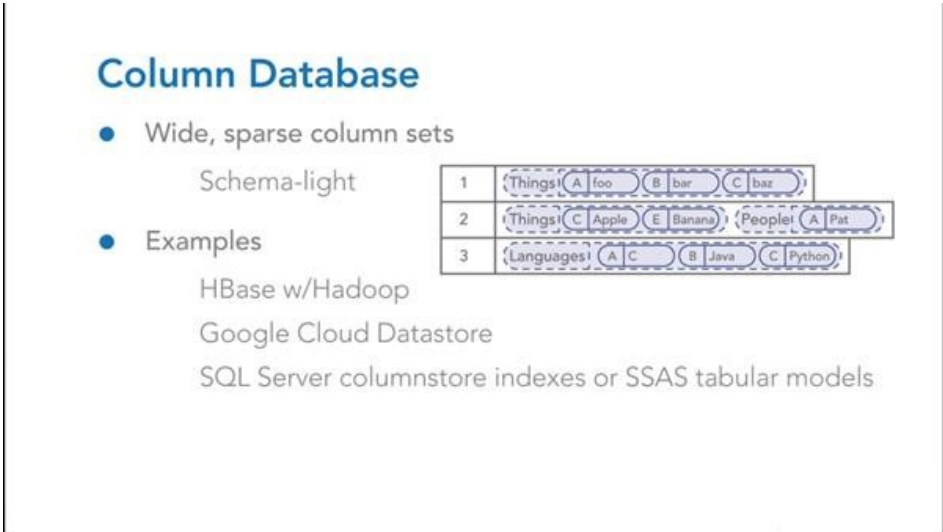 Column Database
Wide, sparse column sets
Schema-light
1 Things A foo B bar C baz
2 Things C Apple E Banana People A Pat
3 Languages A C B Java C Python
Examples
HBase w/Hadoop
Google Cloud Datastore
SQL Server columnstore indexes or SSAS tabular models